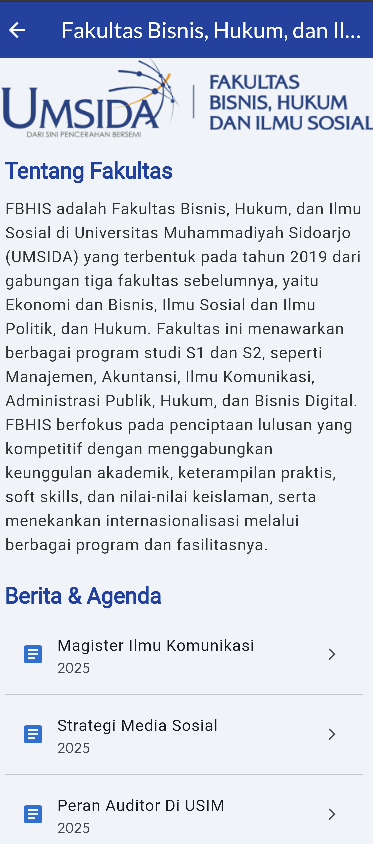 Fakultas Bisnis, Hukum, dan Il...
UMSIDA
DARI SINI PENCERAHAN BERSEMI
FAKULTAS
BISNIS, HUKUM
DAN ILMU SOSIAL
Tentang Fakultas
FBHIS adalah Fakultas Bisnis, Hukum, dan Ilmu
Sosial di Universitas Muhammadiyah Sidoarjo
(UMSIDA) yang terbentuk pada tahun 2019 dari
gabungan tiga fakultas sebelumnya, yaitu
Ekonomi dan Bisnis, Ilmu Sosial dan Ilmu
Politik, dan Hukum. Fakultas ini menawarkan
berbagai program studi S1 dan S2, seperti
Manajemen, Akuntansi, Ilmu Komunikasi,
Administrasi Publik, Hukum, dan Bisnis Digital.
FBHIS berfokus pada penciptaan lulusan yang
kompetitif dengan menggabungkan
keunggulan akademik, keterampilan praktis,
soft skills, dan nilai-nilai keislaman, serta
menekankan internasionalisasi melalui
berbagai program dan fasilitasnya.
Berita & Agenda
Magister Ilmu Komunikasi
2025
Strategi Media Sosial
2025
Peran Auditor Di USIM
2025